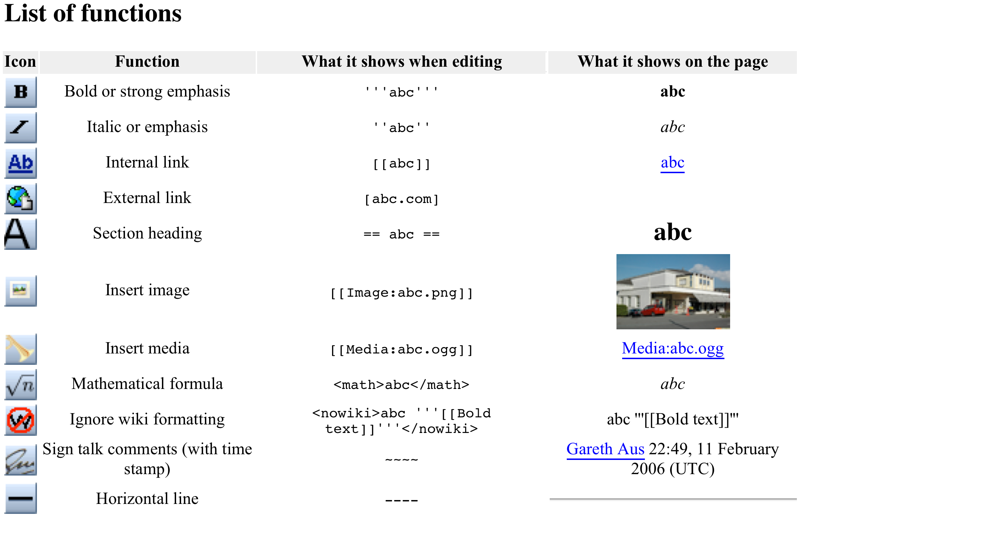 List of functions
Icon Function What it shows when editing What it shows on the page
B Bold or strong emphasis '''abc''' abc
I Italic or emphasis ''abc'' abc
Ab Internal link [[abc]] abc
External link [abc.com]
A Section heading == abc == abc
Insert image [[Image:abc.png]]
Insert media [[Media:abc.ogg]] Media:abc.ogg
√n Mathematical formula <math>abc</math> abc
W Ignore wiki formatting <nowiki>abc '''[[Bold
text]]'''</nowiki> abc '''[[Bold text]]'''
Sign talk comments (with time
stamp) ~~~~ Gareth Aus 22:49, 11 February
2006 (UTC)
Horizontal line ----